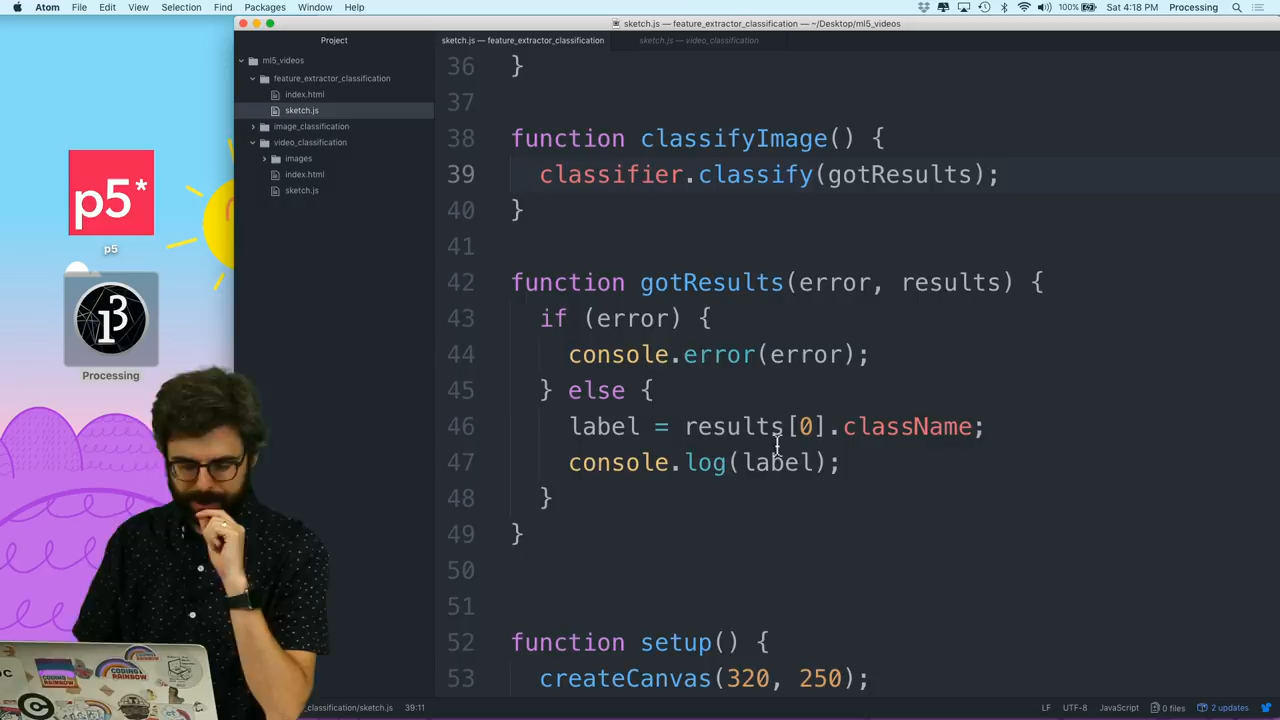 Atom File Edit View Selection Find Packages Window Help
100% Sat 4:18 PM Processing
sketch.js — feature_extractor_classification — ~/Desktop/ml5_videos
Project
sketch.js — feature_extractor_classification
sketch.js — video_classification
ml5_videos
feature_extractor_classification
index.html
sketch.js
image_classification
video_classification
images
index.html
sketch.js
p5*
p5
Processing
36 }
37
38 function classifyImage() {
39 classifier.classify(gotResults);
40 }
41
42 function gotResults(error, results) {
43 if (error) {
44 console.error(error);
45 } else {
46 label = results[0].className;
47 console.log(label);
48 }
49 }
50
51
52 function setup() {
53 createCanvas(320, 250);
_classification/sketch.js 39:11
LF UTF-8 JavaScript 0 files 2 updates
CODING
RAINBOW